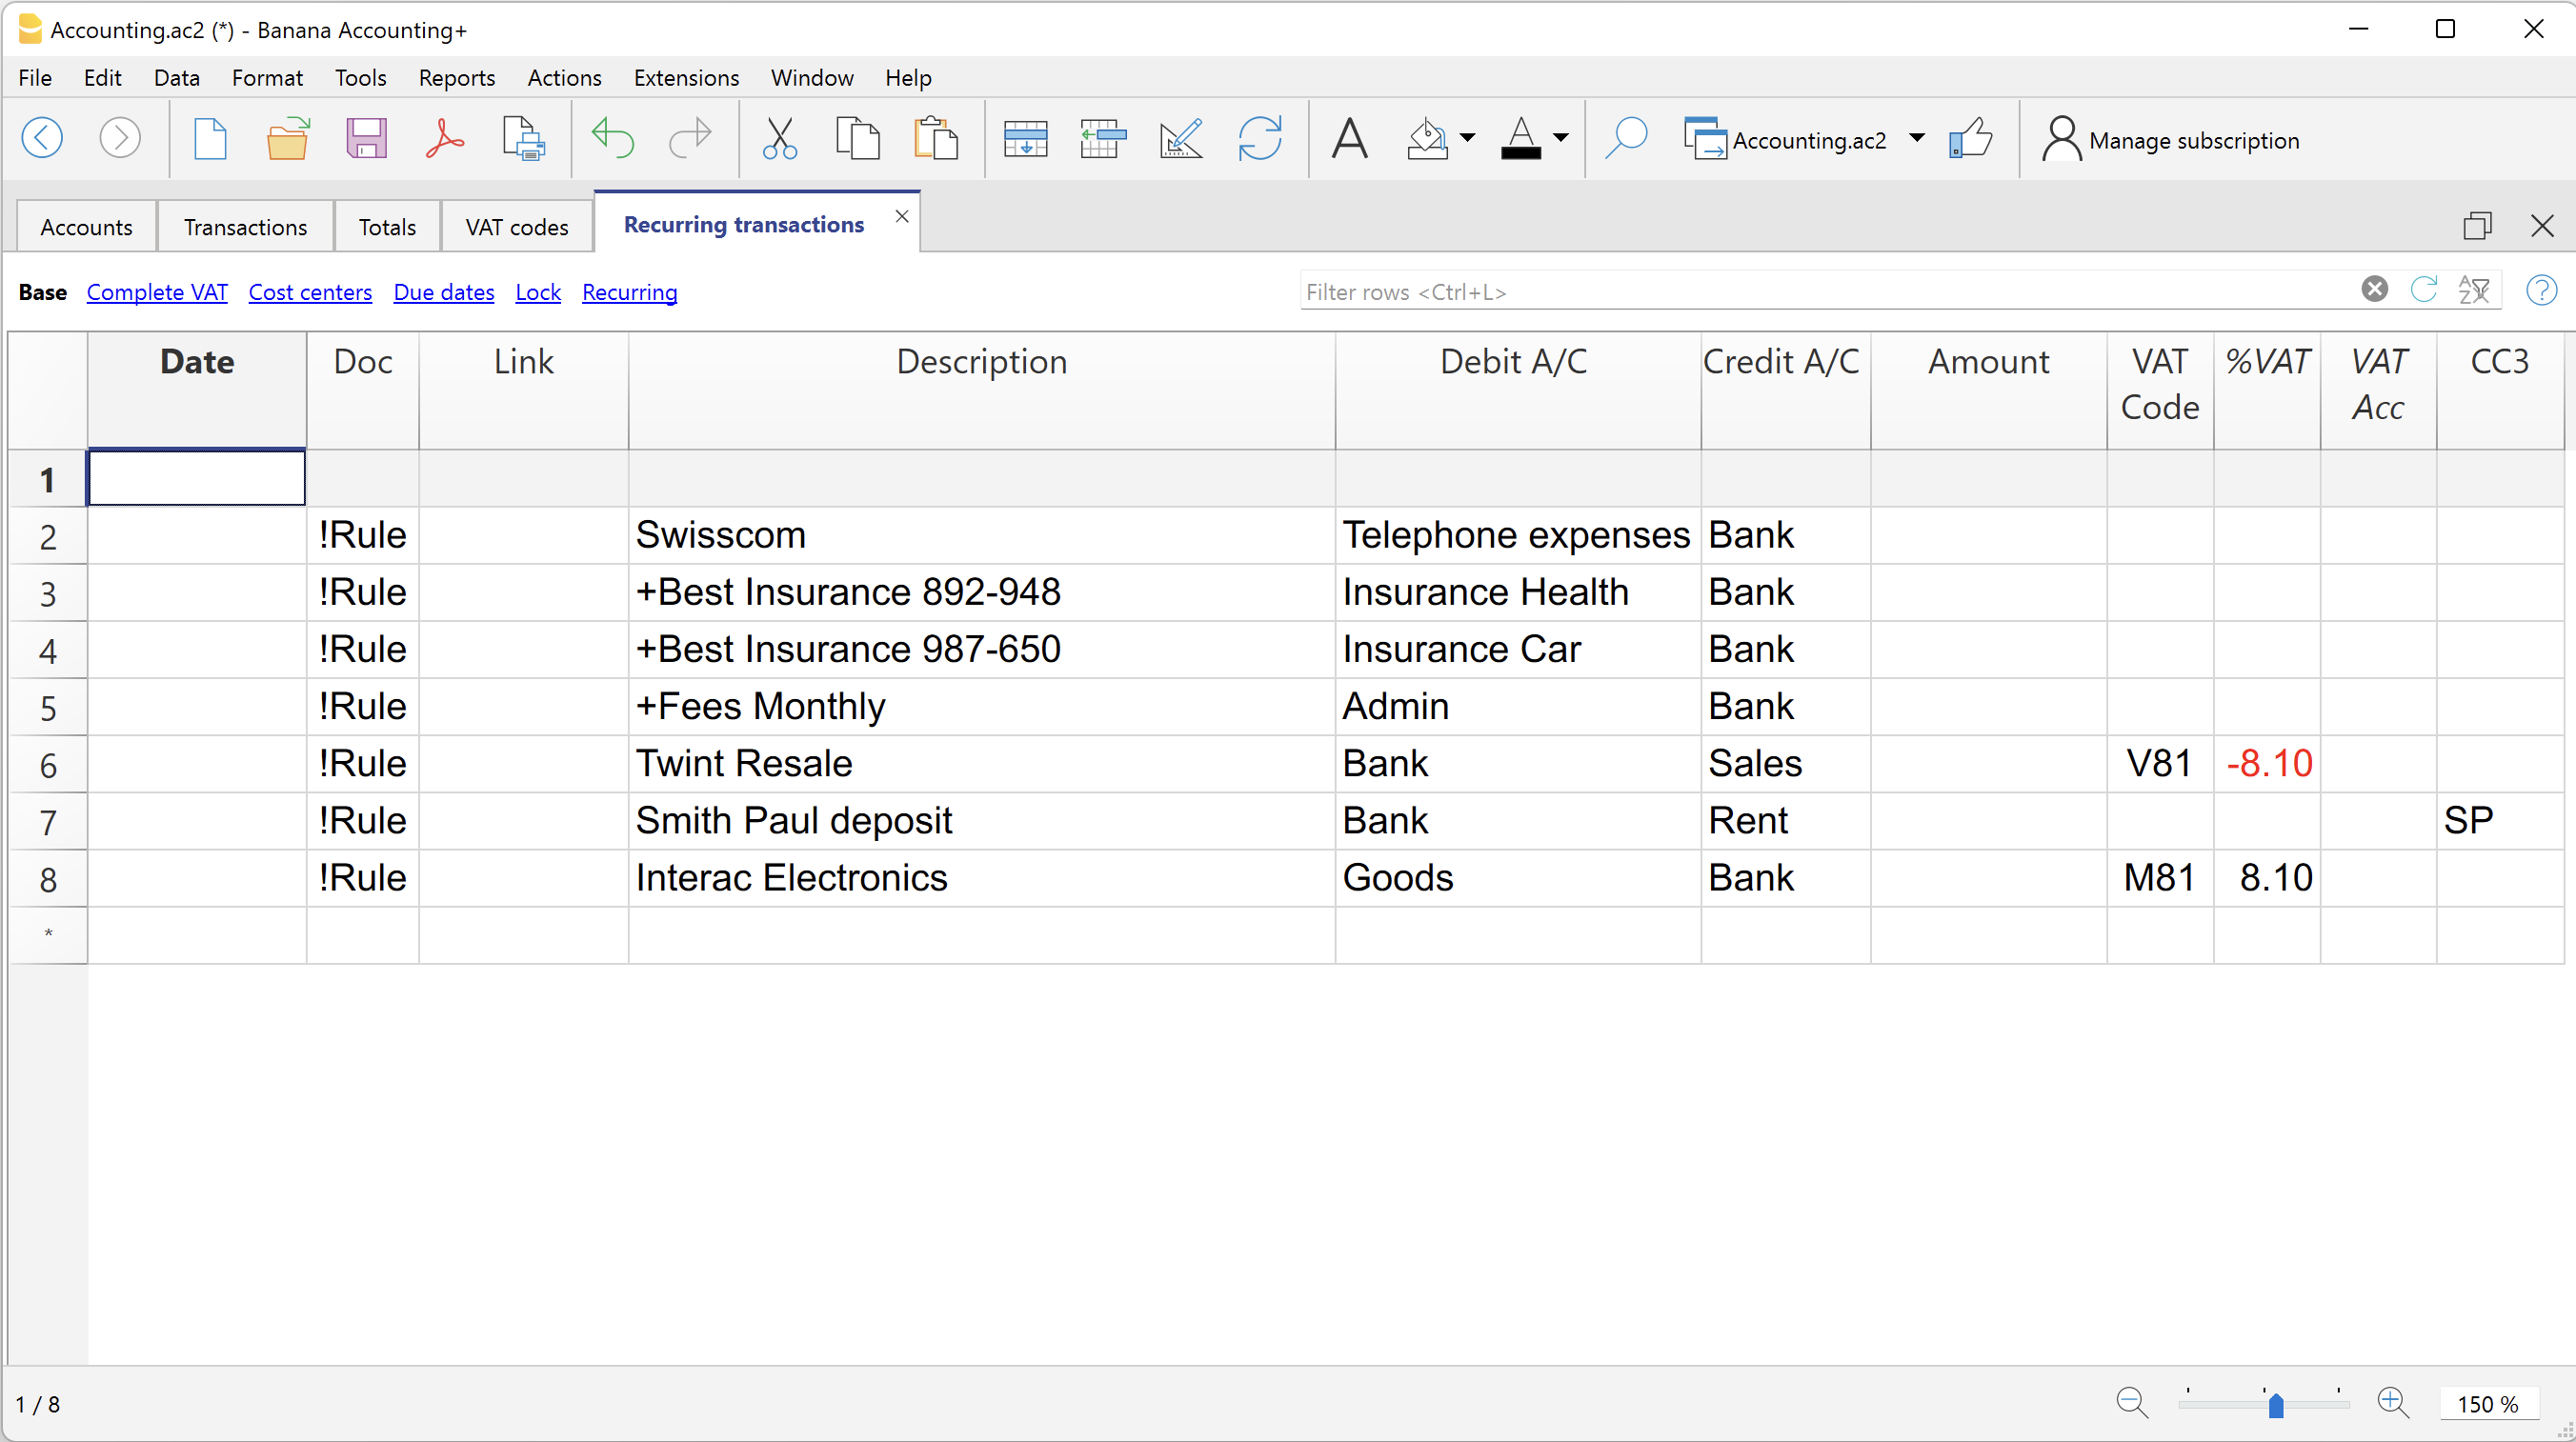 Accounting.ac2 (*) - Banana Accounting+
File Edit Data Format Tools Reports Actions Extensions Window Help
Accounting.ac2 Manage subscription
Accounts Transactions Totals VAT codes Recurring transactions
Base Complete VAT Cost centers Due dates Lock Recurring Filter rows <Ctrl+L>
Date Doc Link Description Debit A/C Credit A/C Amount VAT Code %VAT VAT Acc CC3
1
2 !Rule Swisscom Telephone expenses Bank
3 !Rule +Best Insurance 892-948 Insurance Health Bank
4 !Rule +Best Insurance 987-650 Insurance Car Bank
5 !Rule +Fees Monthly Admin Bank
6 !Rule Twint Resale Bank Sales V81 -8.10
7 !Rule Smith Paul deposit Bank Rent SP
8 !Rule Interac Electronics Goods Bank M81 8.10
*
1 / 8 150 %